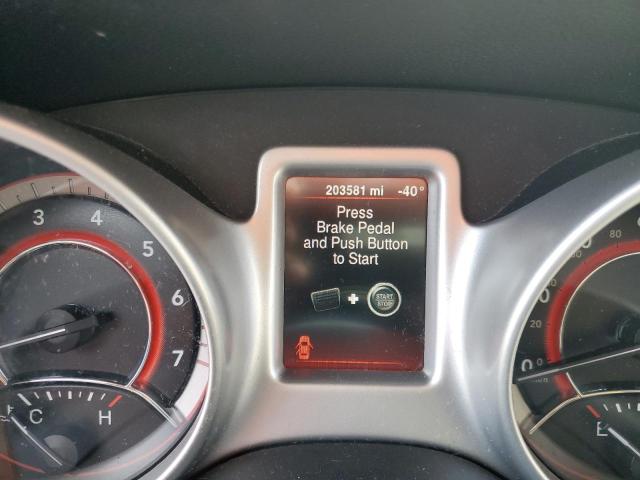 203581 mi -40°
Press
Brake Pedal
and Push Button
to Start
START
STOP
3
4
5
6
7
C H
80
20
0
E